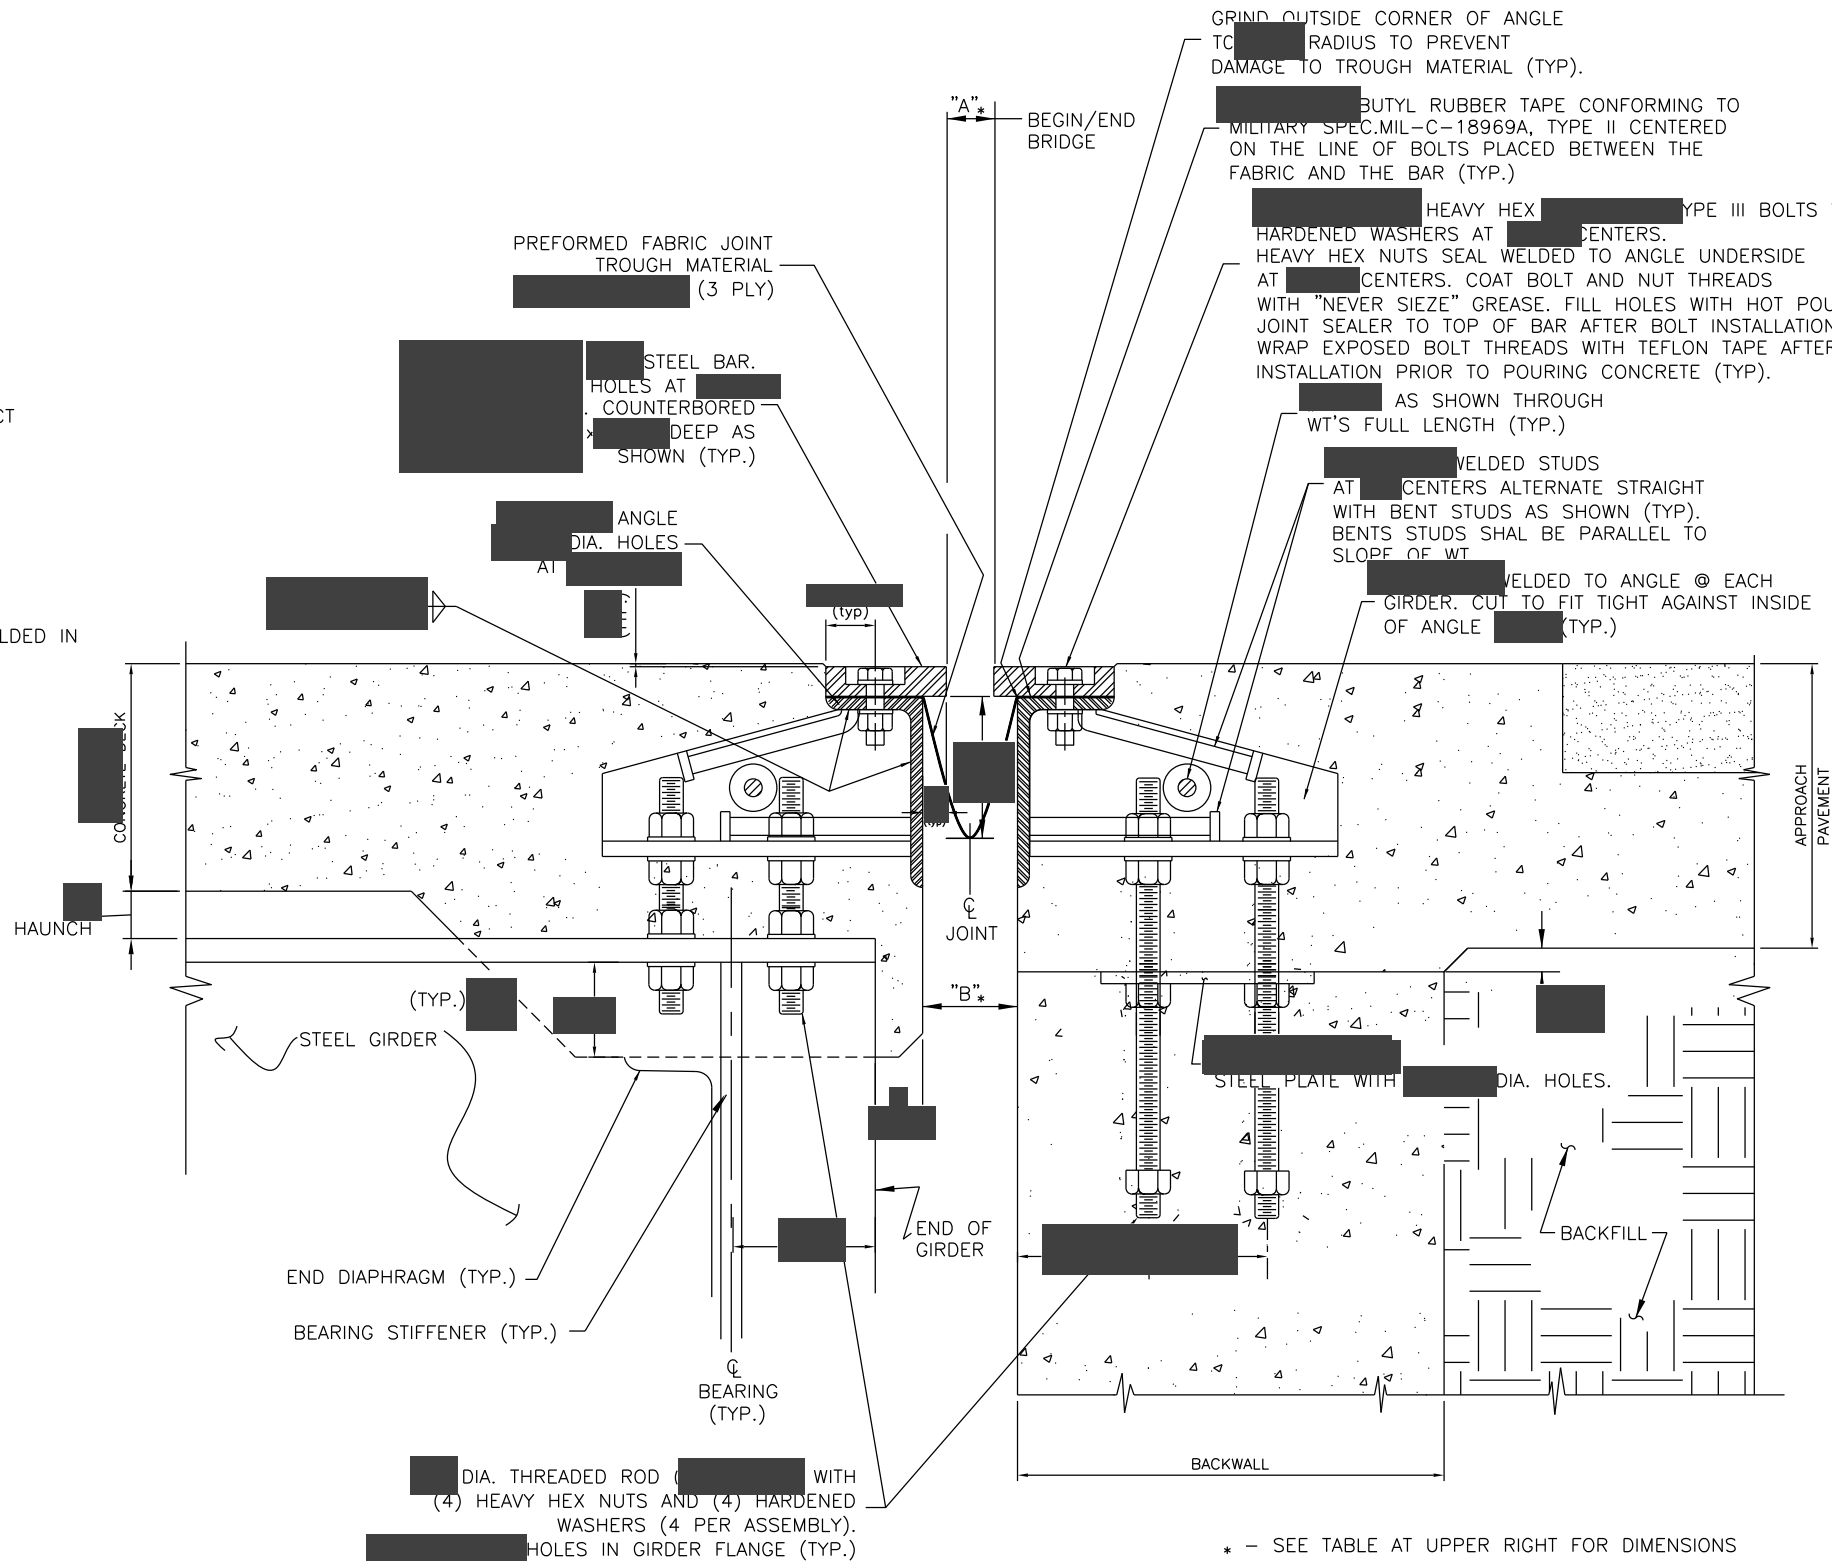 GRIND OUTSIDE CORNER OF ANGLE
RADIUS TO PREVENT
DAMAGE TO TROUGH MATERIAL (TYP).
"A"*
BEGIN/END
BRIDGE
BUTYL RUBBER TAPE CONFORMING TO
MILITARY SPEC.MIL-C-18969A, TYPE II CENTERED
ON THE LINE OF BOLTS PLACED BETWEEN THE
FABRIC AND THE BAR (TYP.)
HEAVY HEX YPE III BOLTS
HARDENED WASHERS AT CENTERS.
HEAVY HEX NUTS SEAL WELDED TO ANGLE UNDERSIDE
AT CENTERS. COAT BOLT AND NUT THREADS
WITH "NEVER SIEZE" GREASE. FILL HOLES WITH HOT POU
JOINT SEALER TO TOP OF BAR AFTER BOLT INSTALLATION
WRAP EXPOSED BOLT THREADS WITH TEFLON TAPE AFTER
INSTALLATION PRIOR TO POURING CONCRETE (TYP).
PREFORMED FABRIC JOINT
TROUGH MATERIAL
(3 PLY)
STEEL BAR.
HOLES AT
. COUNTERBORED
x DEEP AS
SHOWN (TYP.)
AS SHOWN THROUGH
WT'S FULL LENGTH (TYP.)
CT
WELDED STUDS
AT CENTERS ALTERNATE STRAIGHT
WITH BENT STUDS AS SHOWN (TYP).
BENTS STUDS SHAL BE PARALLEL TO
SLOPE OF WT
ANGLE
DIA. HOLES
AT
WELDED TO ANGLE @ EACH
GIRDER. CUT TO FIT TIGHT AGAINST INSIDE
OF ANGLE (TYP.)
(typ)
LDED IN
CONCRETE DECK
(typ)
APPROACH
PAVEMENT
HAUNCH
℄
JOINT
(TYP.)
"B"*
STEEL GIRDER
STEEL PLATE WITH DIA. HOLES.
END OF
GIRDER
BACKFILL
END DIAPHRAGM (TYP.)
BEARING STIFFENER (TYP.)
℄
BEARING
(TYP.)
BACKWALL
DIA. THREADED ROD ( WITH
(4) HEAVY HEX NUTS AND (4) HARDENED
WASHERS (4 PER ASSEMBLY).
HOLES IN GIRDER FLANGE (TYP.)
* - SEE TABLE AT UPPER RIGHT FOR DIMENSIONS